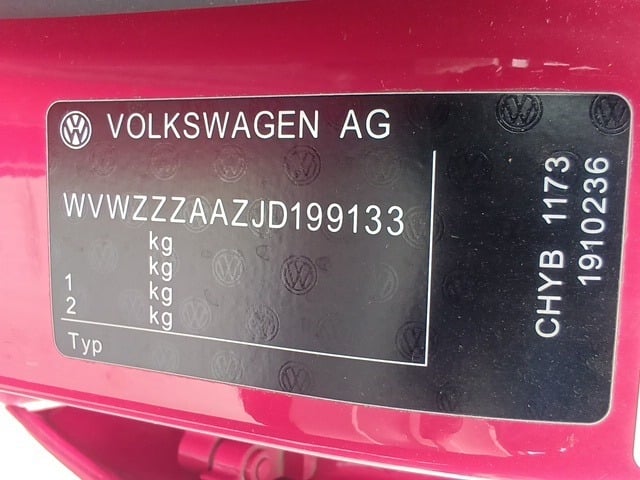 VOLKSWAGEN AG
WVWZZZAAZJD199133
kg
kg
1 kg
2 kg
Typ
CHYB 1173
1910236